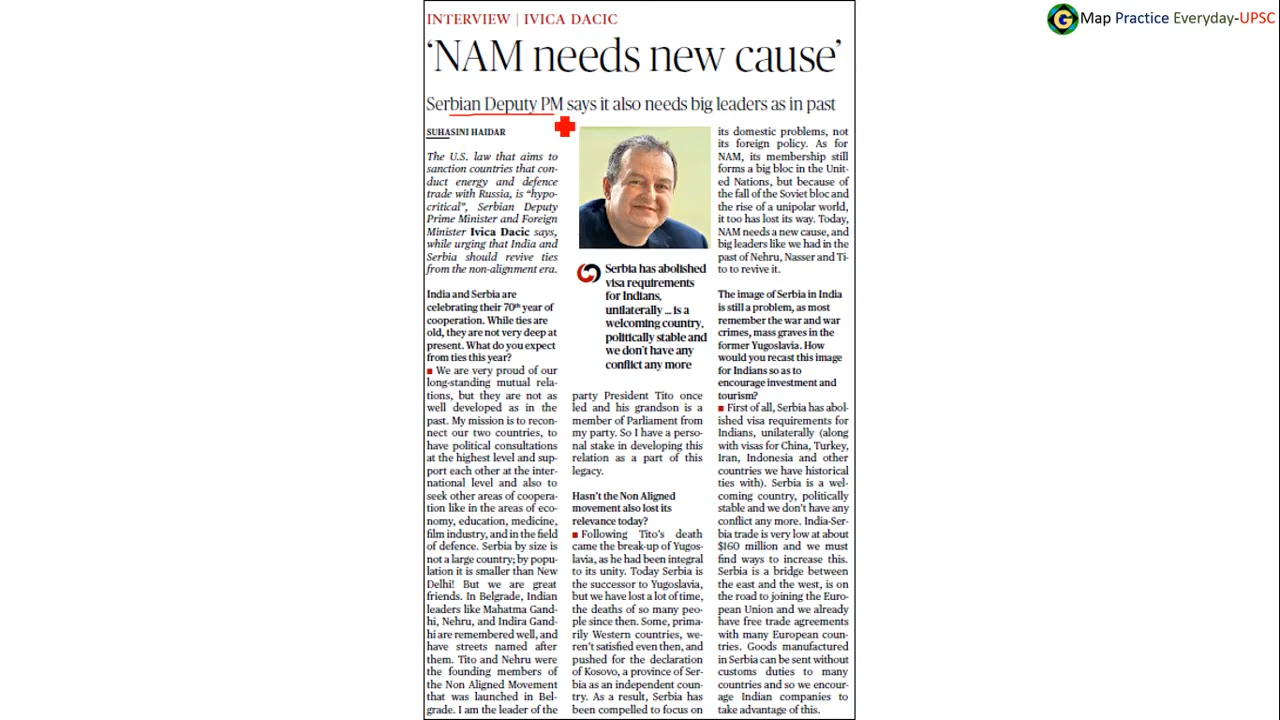 INTERVIEW | IVICA DACIC
Map Practice Everyday-UPSC
‘NAM needs new cause’
Serbian Deputy PM says it also needs big leaders as in past
SUHASINI HAIDAR
The U.S. law that aims to
sanction countries that con-
duct energy and defence
trade with Russia, is “hypo-
critical”, Serbian Deputy
Prime Minister and Foreign
Minister Ivica Dacic says,
while urging that India and
Serbia should revive ties
from the non-alignment era.
India and Serbia are
celebrating their 70th year of
cooperation. While ties are
old, they are not very deep at
present. What do you expect
from ties this year?
■ We are very proud of our
long-standing mutual rela-
tions, but they are not as
well developed as in the
past. My mission is to recon-
nect our two countries, to
have political consultations
at the highest level and sup-
port each other at the inter-
national level and also to
seek other areas of coopera-
tion like in the areas of eco-
nomy, education, medicine,
film industry, and in the field
of defence. Serbia by size is
not a large country; by popu-
lation it is smaller than New
Delhi! But we are great
friends. In Belgrade, Indian
leaders like Mahatma Gand-
hi, Nehru, and Indira Gand-
hi are remembered well, and
have streets named after
them. Tito and Nehru were
the founding members of
the Non Aligned Movement
that was launched in Bel-
grade. I am the leader of the
Serbia has abolished
visa requirements
for Indians,
unilaterally ... is a
welcoming country,
politically stable and
we don’t have any
conflict any more
party President Tito once
led and his grandson is a
member of Parliament from
my party. So I have a perso-
nal stake in developing this
relation as a part of this
legacy.
Hasn’t the Non Aligned
movement also lost its
relevance today?
■ Following Tito’s death
came the break-up of Yugos-
lavia, as he had been integral
to its unity. Today Serbia is
the successor to Yugoslavia,
but we have lost a lot of time,
the deaths of so many peo-
ple since then. Some, prima-
rily Western countries, we-
ren’t satisfied even then, and
pushed for the declaration
of Kosovo, a province of Ser-
bia as an independent coun-
try. As a result, Serbia has
been compelled to focus on
its domestic problems, not
its foreign policy. As for
NAM, its membership still
forms a big bloc in the Unit-
ed Nations, but because of
the fall of the Soviet bloc and
the rise of a unipolar world,
it too has lost its way. Today,
NAM needs a new cause, and
big leaders like we had in the
past of Nehru, Nasser and Ti-
to to revive it.
The image of Serbia in India
is still a problem, as most
remember the war and war
crimes, mass graves in the
former Yugoslavia. How
would you recast this image
for Indians so as to
encourage investment and
tourism?
■ First of all, Serbia has abol-
ished visa requirements for
Indians, unilaterally (along
with visas for China, Turkey,
Iran, Indonesia and other
countries we have historical
ties with). Serbia is a wel-
coming country, politically
stable and we don’t have any
conflict any more. India-Ser-
bia trade is very low at about
$160 million and we must
find ways to increase this.
Serbia is a bridge between
the east and the west, is on
the road to joining the Euro-
pean Union and we already
have free trade agreements
with many European coun-
tries. Goods manufactured
in Serbia can be sent without
customs duties to many
countries and so we encour-
age Indian companies to
take advantage of this.